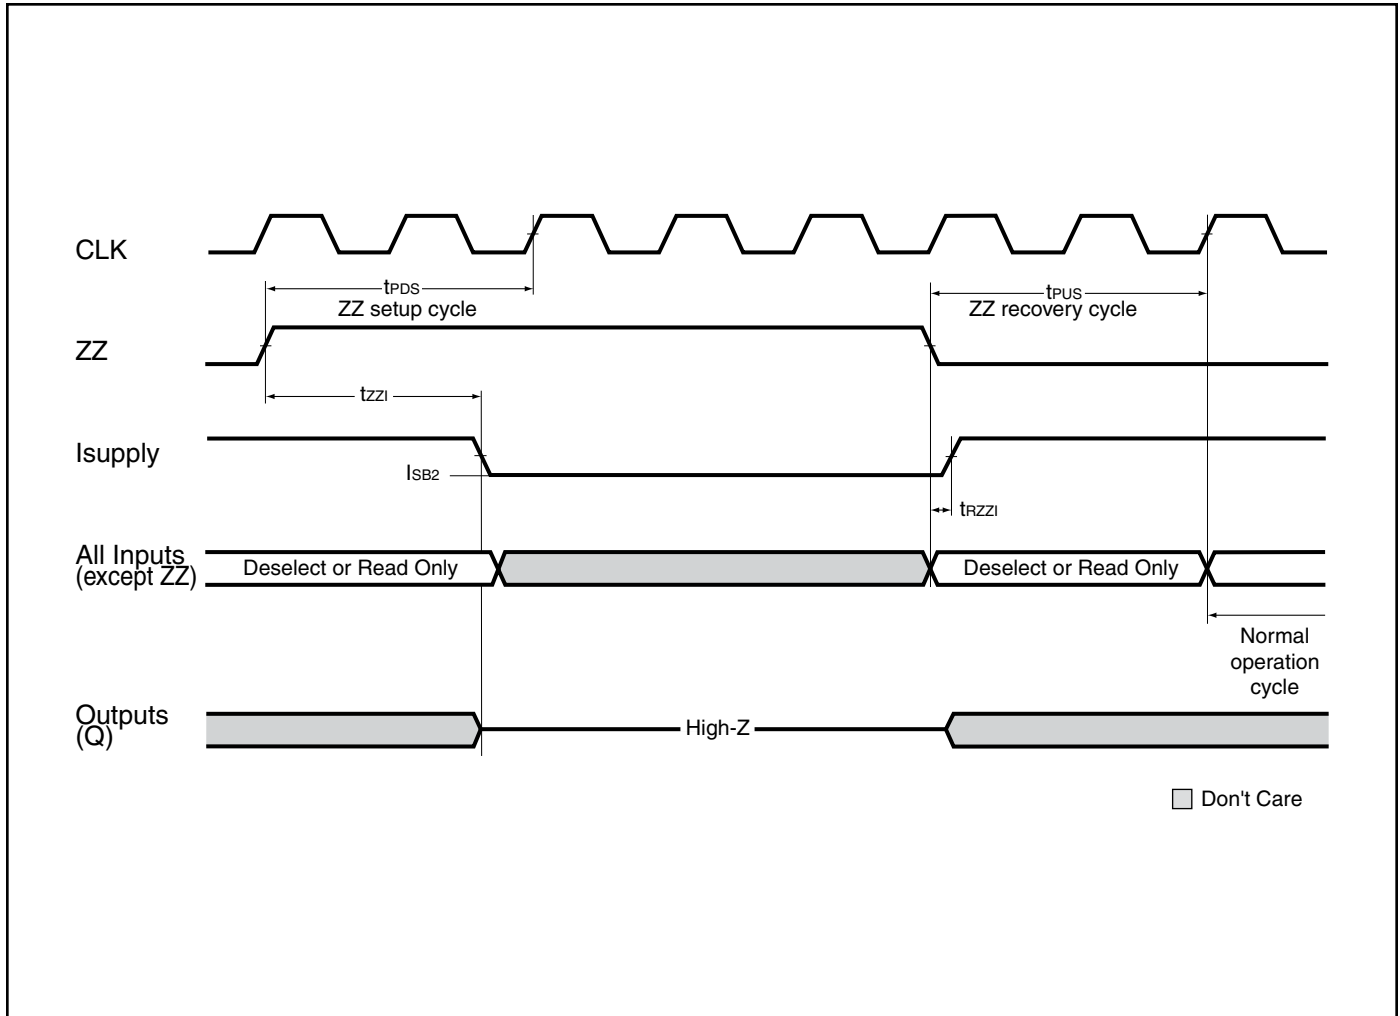 CLK
tPDS
ZZ setup cycle
tPUS
ZZ recovery cycle
ZZ
tZZI
Isupply
ISB2
tRZZI
All Inputs
(except ZZ)
Deselect or Read Only
Deselect or Read Only
Normal
operation
cycle
Outputs
(Q)
High-Z
Don't Care